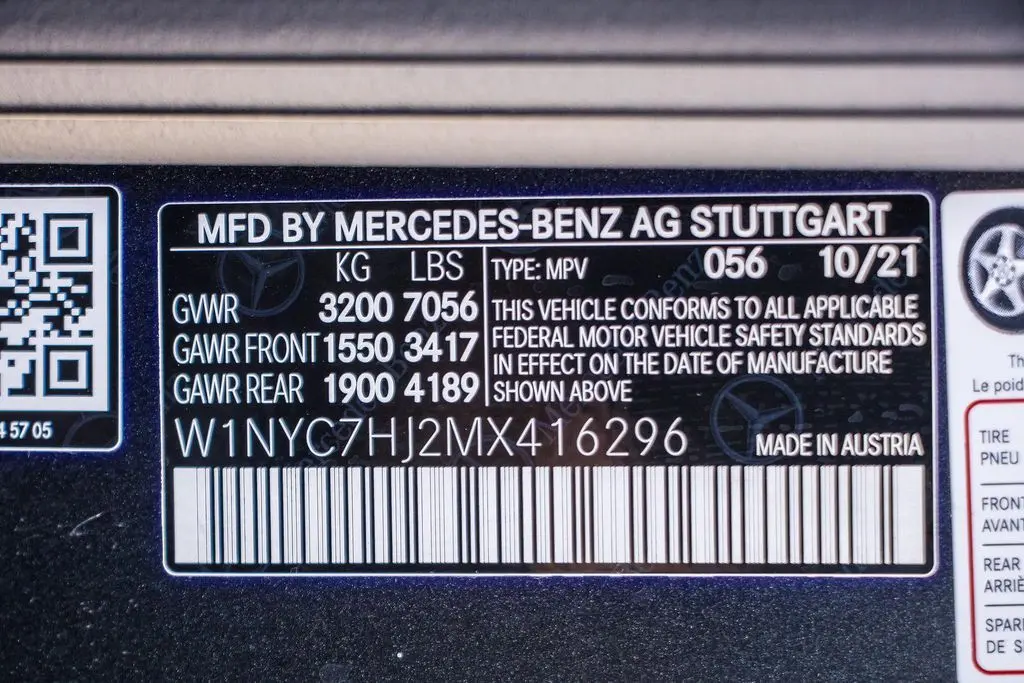 MFD BY MERCEDES-BENZ AG STUTTGART
KG LBS
GVWR 3200 7056
GAWR FRONT 1550 3417
GAWR REAR 1900 4189
TYPE: MPV 056 10/21
THIS VEHICLE CONFORMS TO ALL APPLICABLE
FEDERAL MOTOR VEHICLE SAFETY STANDARDS
IN EFFECT ON THE DATE OF MANUFACTURE
SHOWN ABOVE
W1NYC7HJ2MX416296
MADE IN AUSTRIA
4 57 05
Th
Le poid
TIRE
PNEU
FRONT
AVANT
REAR
ARRIÈ
SPAR
DE S